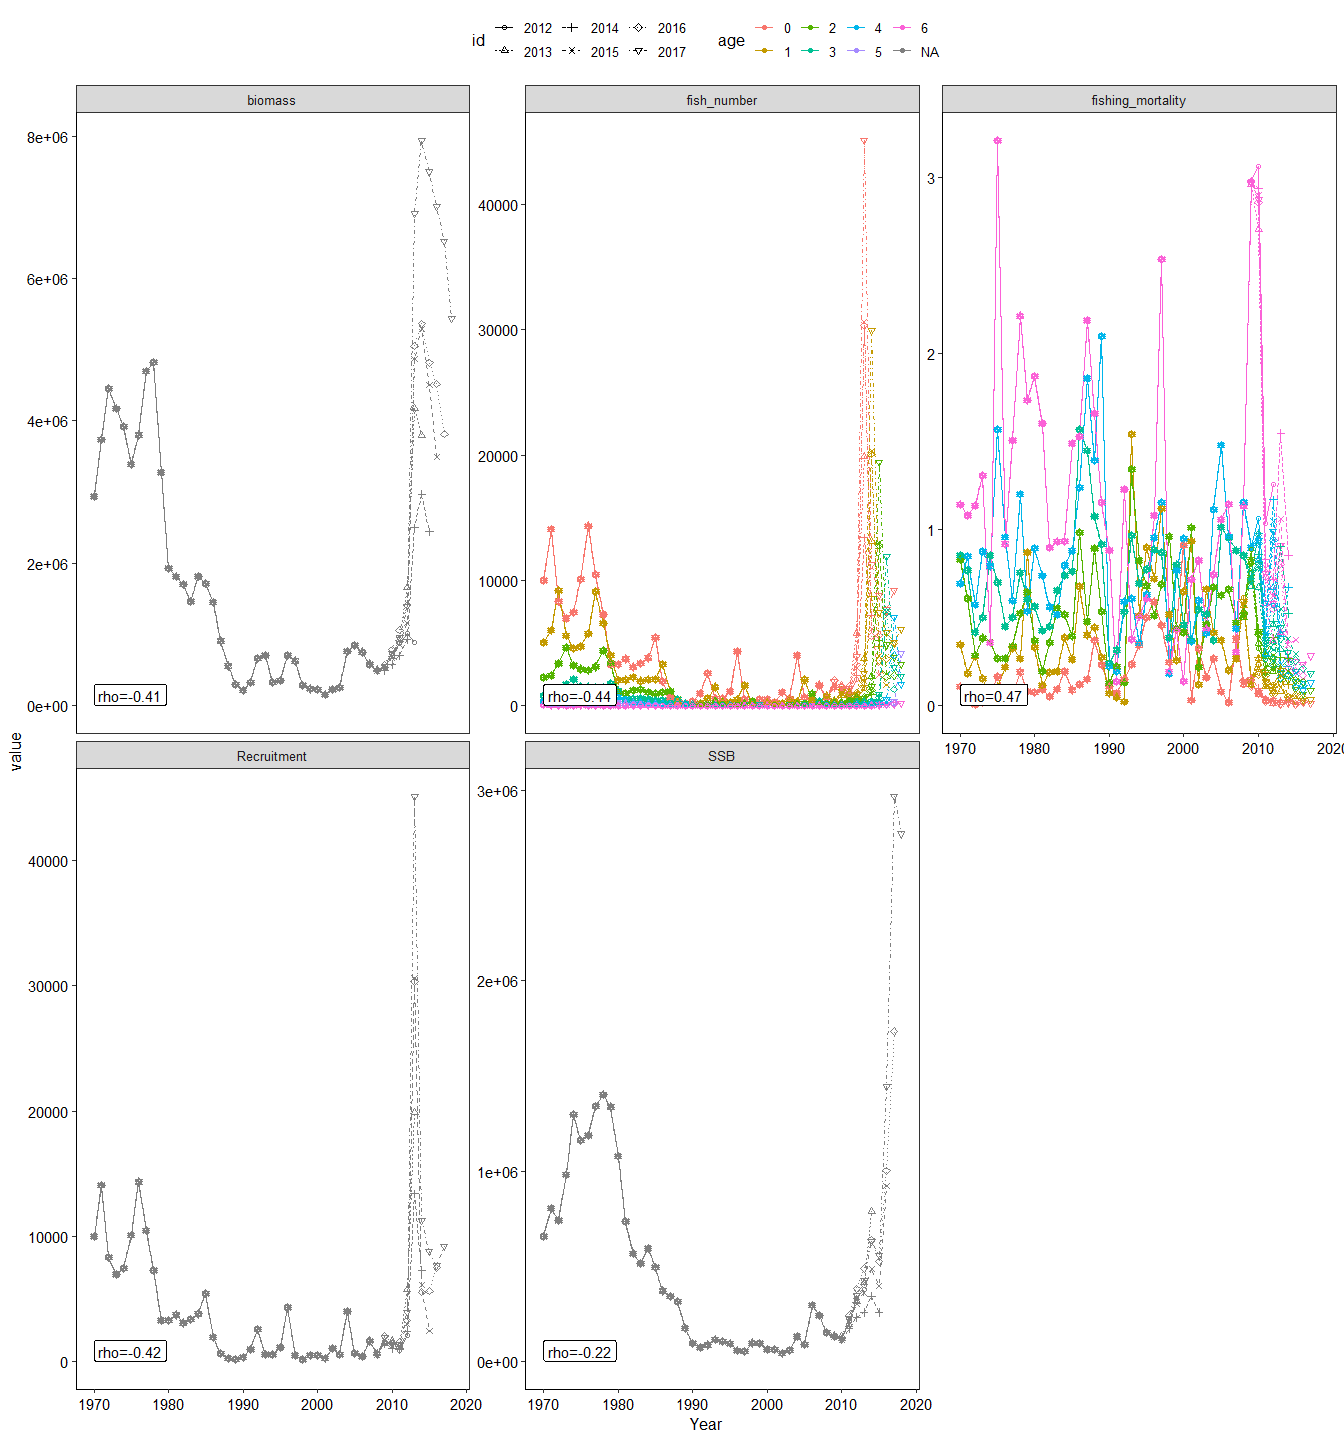 id 2012 2014 2016 age 0 2 4 6
2013 2015 2017 1 3 5 NA
biomass
8e+06
6e+06
4e+06
2e+06
0e+00
rho=-0.41
fish_number
40000
30000
20000
10000
0
rho=-0.44
fishing_mortality
3
2
1
0
rho=0.47
1970 1980 1990 2000 2010 2020
value
Recruitment
40000
30000
20000
10000
0
rho=-0.42
1970 1980 1990 2000 2010 2020
SSB
3e+06
2e+06
1e+06
0e+00
rho=-0.22
1970 1980 1990 2000 2010 2020
Year